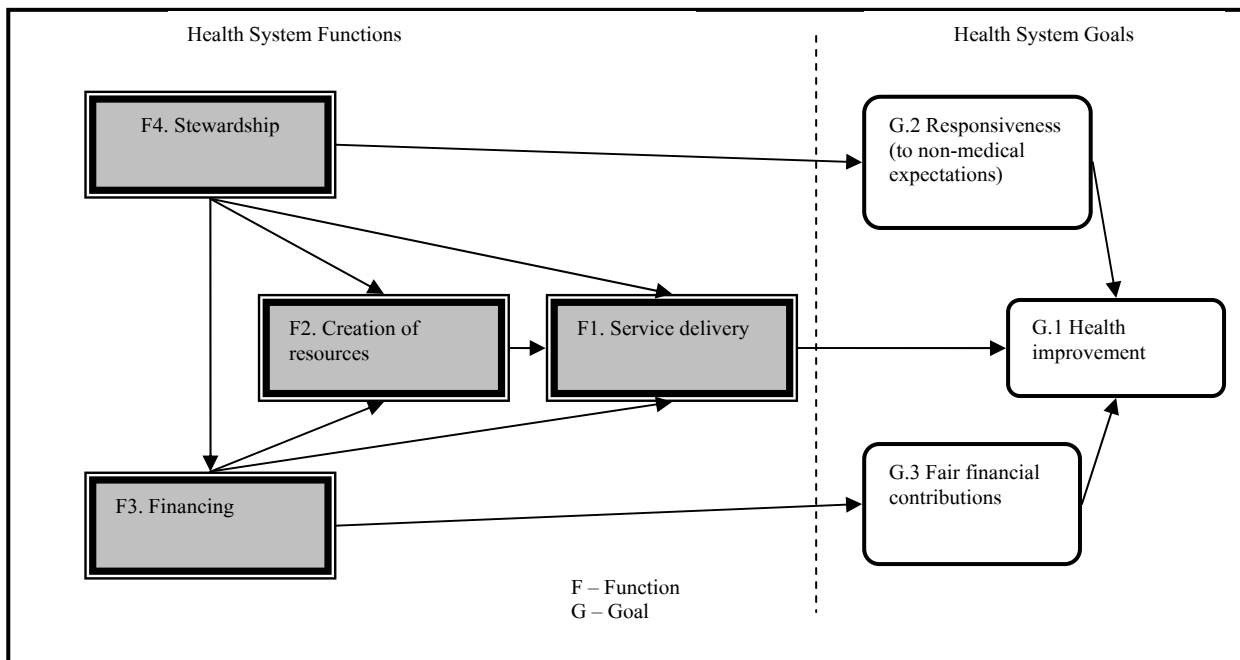 Health System Functions
Health System Goals
F4. Stewardship
G.2 Responsiveness
(to non-medical
expectations)
F2. Creation of
resources
F1. Service delivery
G.1 Health
improvement
F3. Financing
G.3 Fair financial
contributions
F – Function
G – Goal